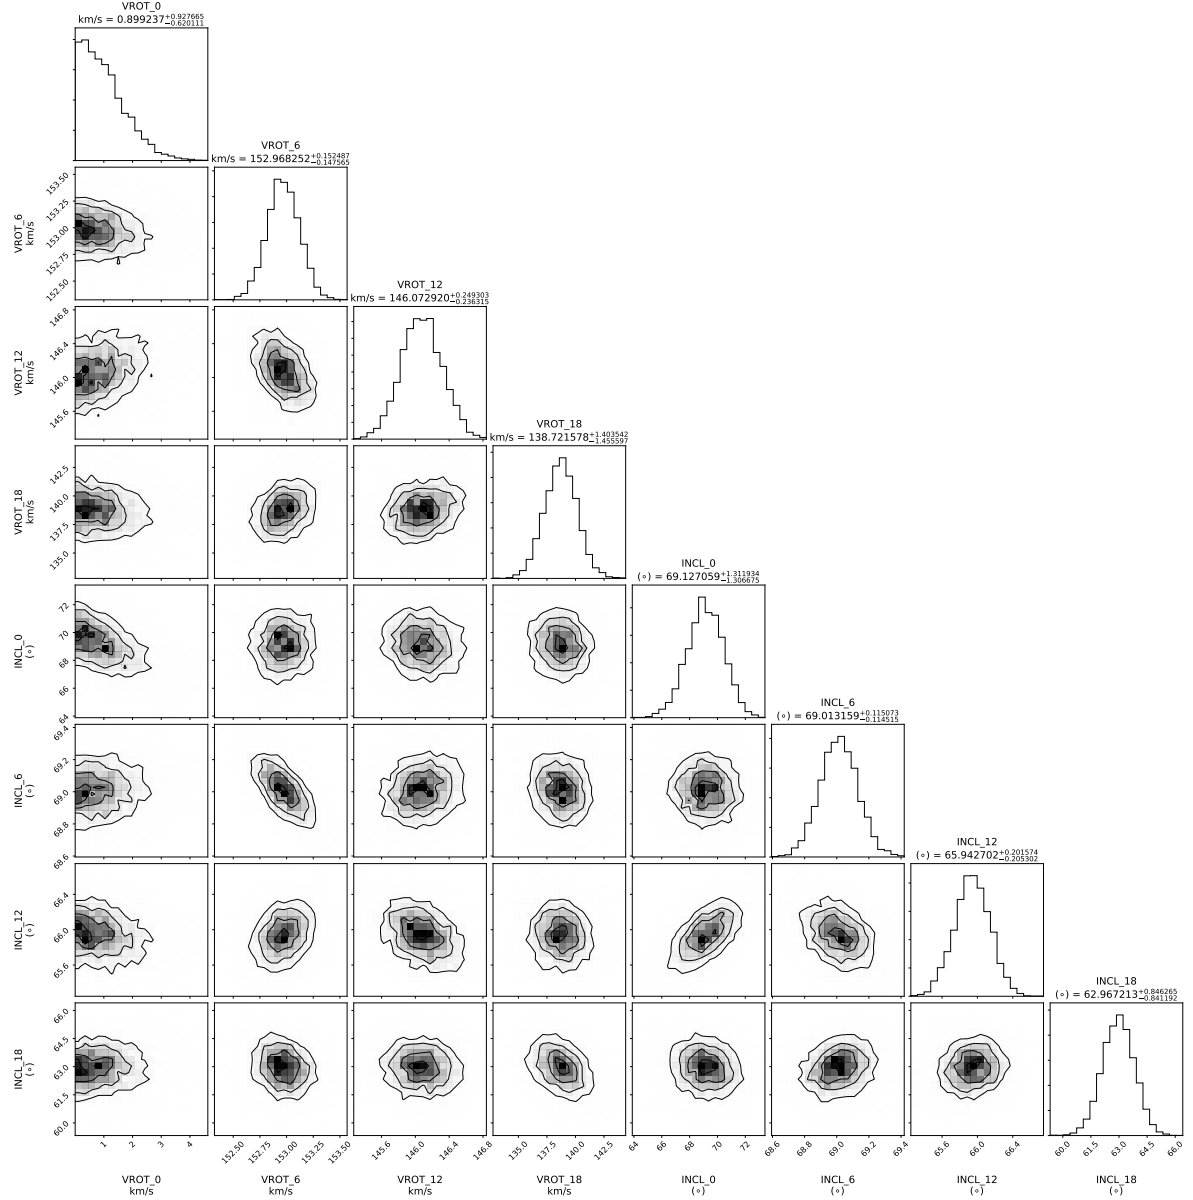 VROT_0
km/s = 0.899237+0.927665−0.620111
VROT_6
km/s = 152.968252+0.152487−0.147565
153.50
153.25
153.00
152.75
152.50
VROT_6
km/s
VROT_12
km/s = 146.072920+0.249303−0.236315
146.8
146.4
146.0
145.6
VROT_12
km/s
VROT_18
km/s = 138.721578+1.403542−1.455597
142.5
140.0
137.5
135.0
VROT_18
km/s
INCL_0
(∘) = 69.127059+1.311934−1.306675
72
70
68
66
64
INCL_0
(∘)
INCL_6
(∘) = 69.013159+0.115073−0.114515
69.4
69.2
69.0
68.8
68.6
INCL_6
(∘)
INCL_12
(∘) = 65.942702+0.201574−0.205302
66.4
66.0
65.6
INCL_12
(∘)
INCL_18
(∘) = 62.967213+0.846265−0.841192
66.0
64.5
63.0
61.5
60.0
INCL_18
(∘)
1 2 3 4
152.50 152.75 153.00 153.25 153.50
145.6 146.0 146.4 146.8
135.0 137.5 140.0 142.5
64 66 68 70 72
68.6 68.8 69.0 69.2 69.4
65.6 66.0 66.4
60.0 61.5 63.0 64.5 66.0
VROT_0
km/s
VROT_6
km/s
VROT_12
km/s
VROT_18
km/s
INCL_0
(∘)
INCL_6
(∘)
INCL_12
(∘)
INCL_18
(∘)